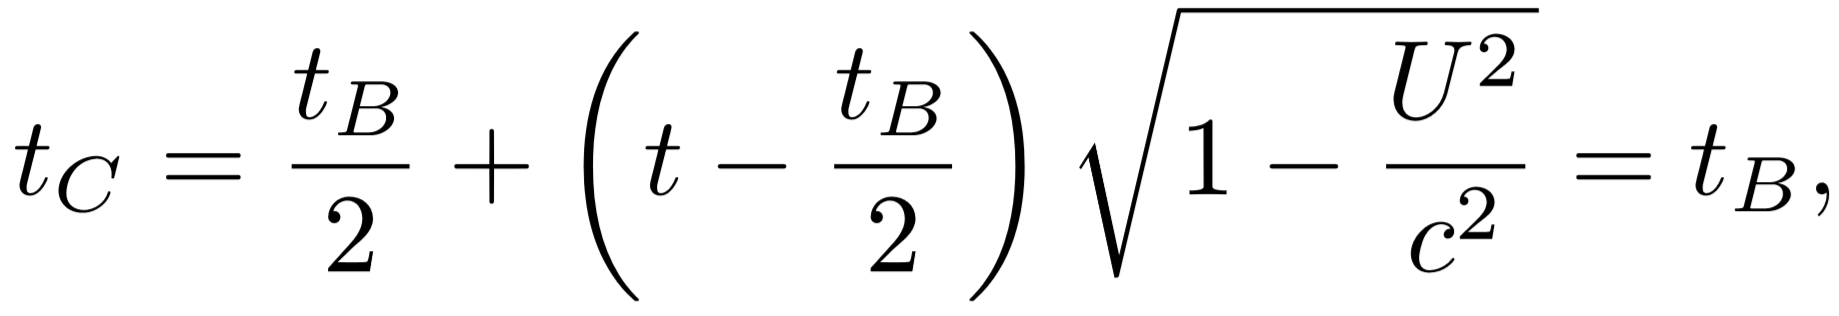 $t_C = \frac{t_B}{2} + \left( t - \frac{t_B}{2} \right) \sqrt{1 - \frac{U^2}{c^2}} = t_B,$